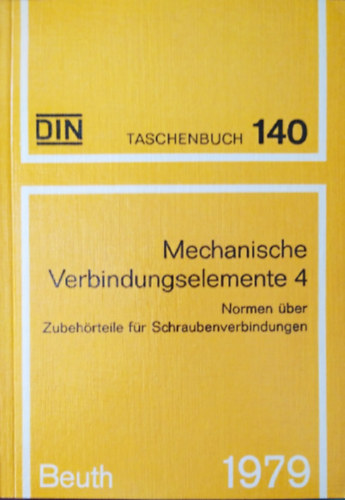 DIN TASCHENBUCH 140
Mechanische
Verbindungselemente 4
Normen über
Zubehörteile für Schraubenverbindungen
Beuth 1979